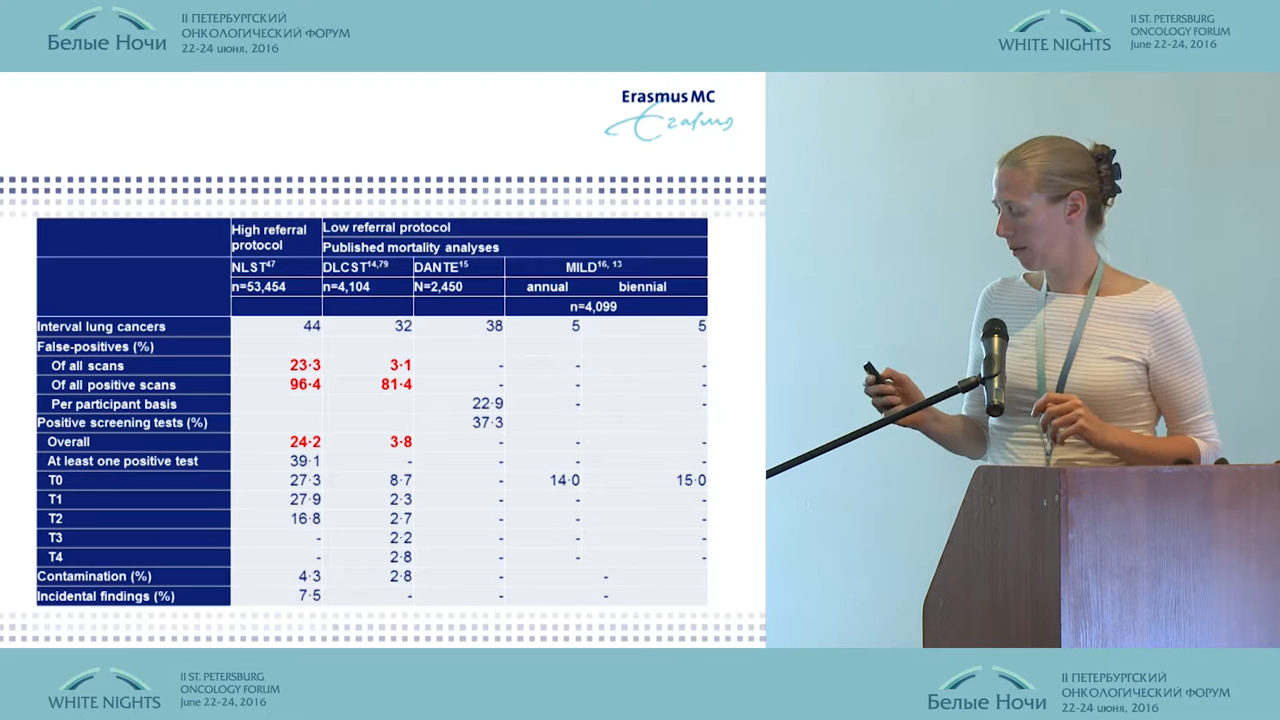 Белые Ночи
II ПЕТЕРБУРГСКИЙ
ОНКОЛОГИЧЕСКИЙ ФОРУМ
22-24 июня, 2016
WHITE NIGHTS
II ST. PETERSBURG
ONCOLOGY FORUM
June 22-24, 2016
Erasmus MC
Erasmus
High referral protocol
Low referral protocol
Published mortality analyses
NLST47 DLCST14,79 DANTE15 MILD16, 13
n=53,454 n=4,104 N=2,450 annual biennial
n=4,099
Interval lung cancers 44 32 38 5 5
False-positives (%)
Of all scans 23·3 3·1 - - -
Of all positive scans 96·4 81·4 - - -
Per participant basis 22·9 - -
Positive screening tests (%) 37·3
Overall 24·2 3·8 - - -
At least one positive test 39·1 - - - -
T0 27·3 8·7 - 14·0 15·0
T1 27·9 2·3 - - -
T2 16·8 2·7 - - -
T3 - 2·2 - - -
T4 - 2·8 - - -
Contamination (%) 4·3 2·8 - -
Incidental findings (%) 7·5 - - -
WHITE NIGHTS
II ST. PETERSBURG
ONCOLOGY FORUM
June 22-24, 2016
Белые Ночи
II ПЕТЕРБУРГСКИЙ
ОНКОЛОГИЧЕСКИЙ ФОРУМ
22-24 июня, 2016